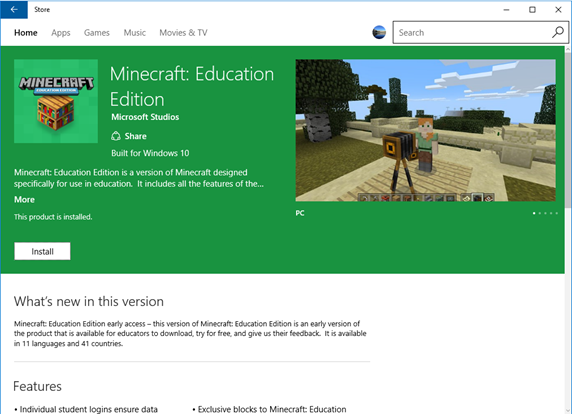 Store
Home Apps Games Music Movies & TV
Search
MINECRAFT
EDUCATION EDITION
Minecraft: Education
Edition
Microsoft Studios
Share
Built for Windows 10
Minecraft: Education Edition is a version of Minecraft designed
specifically for use in education. It includes all the features of the...
More
This product is installed.
Install
PC
What's new in this version
Minecraft: Education Edition early access – this version of Minecraft: Education Edition is an early version of
the product that is available for educators to download, try for free, and give us their feedback. It is available
in 11 languages and 41 countries.
Features
• Individual student logins ensure data
• Exclusive blocks to Minecraft: Education